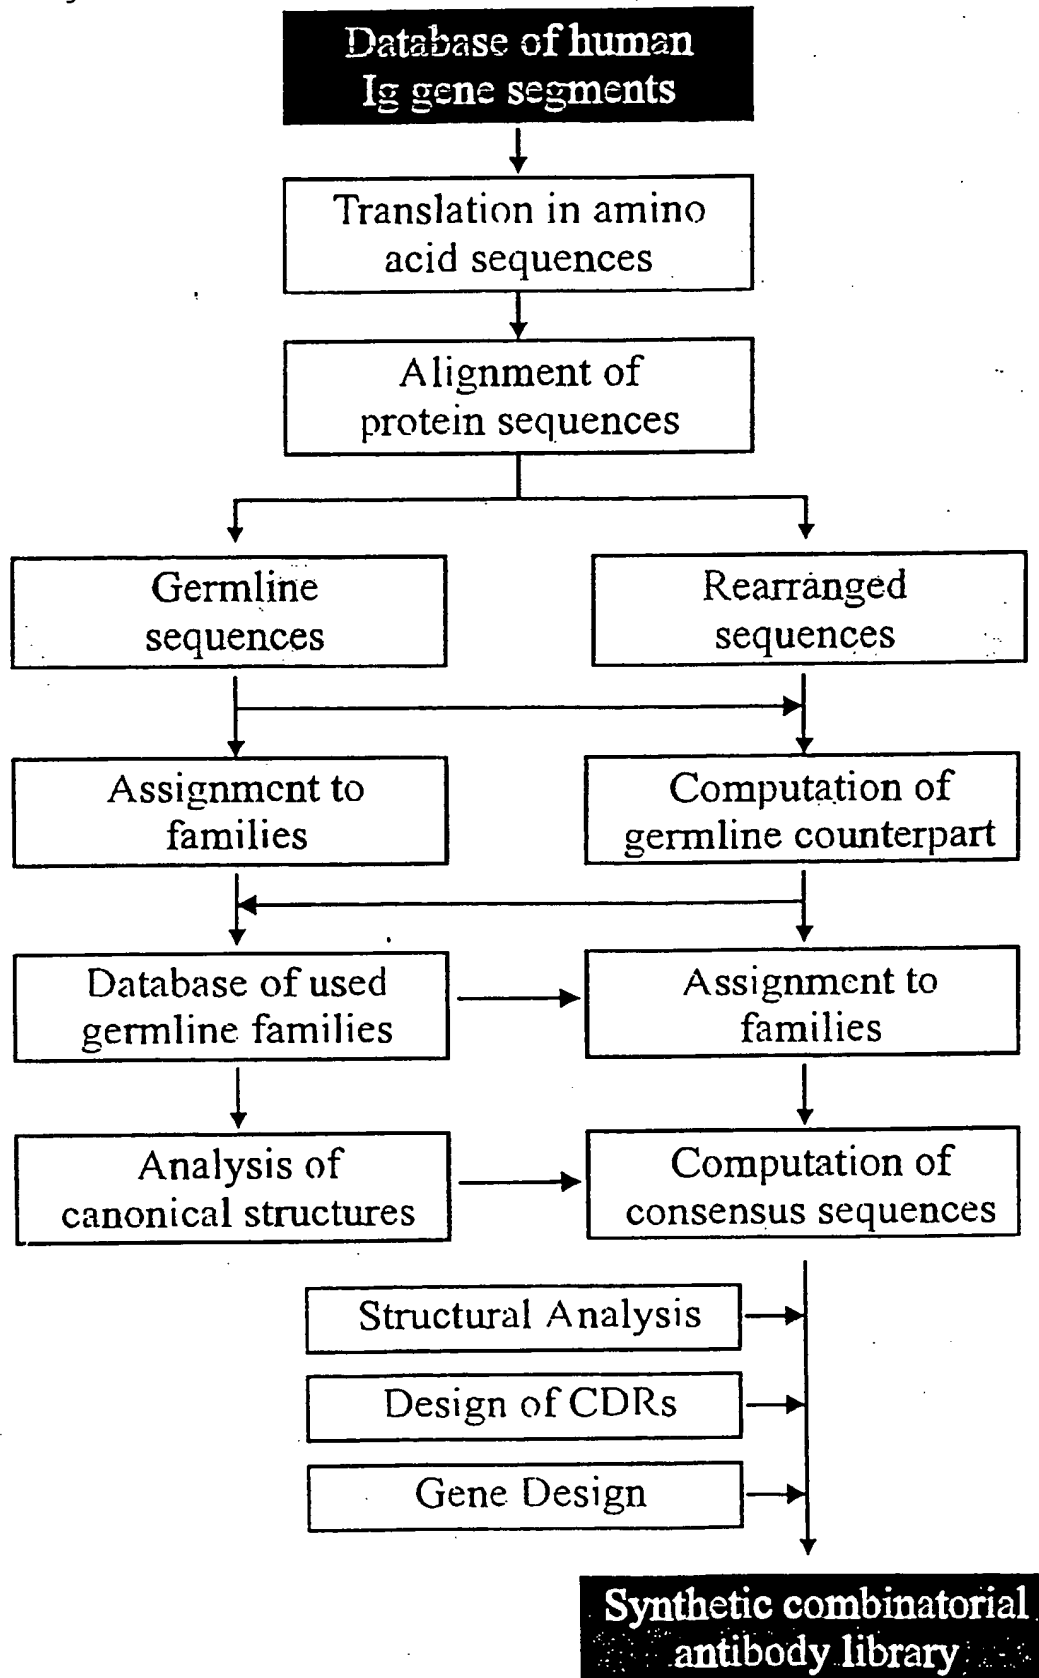 Database of human
Ig gene segments
Translation in amino
acid sequences
Alignment of
protein sequences
Germline
sequences
Rearranged
sequences
Assignment to
families
Computation of
germline counterpart
Database of used
germline families
Assignment to
families
Analysis of
canonical structures
Computation of
consensus sequences
Structural Analysis
Design of CDRs
Gene Design
Synthetic combinatorial
antibody library